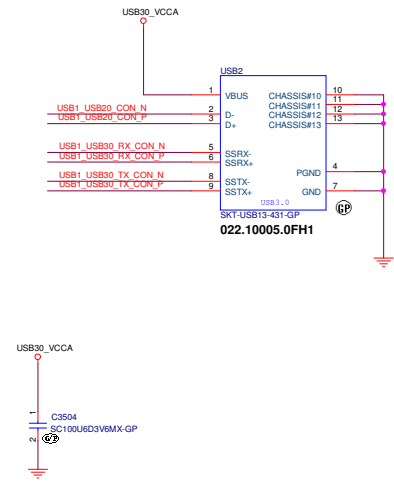 USB30_VCCA
USB2
1 VBUS CHASSIS#10 10
CHASSIS#11 11
USB1_USB20_CON_N 2 D- CHASSIS#12 12
USB1_USB20_CON_P 3 D+ CHASSIS#13 13
USB1_USB30_RX_CON_N 5 SSRX-
USB1_USB30_RX_CON_P 6 SSRX+
PGND 4
USB1_USB30_TX_CON_N 8 SSTX-
USB1_USB30_TX_CON_P 9 SSTX+ GND 7
USB3.0
GP
SKT-USB13-431-GP
022.10005.0FH1
USB30_VCCA
1
C3504
SC100U6D3V6MX-GP
2
G/P